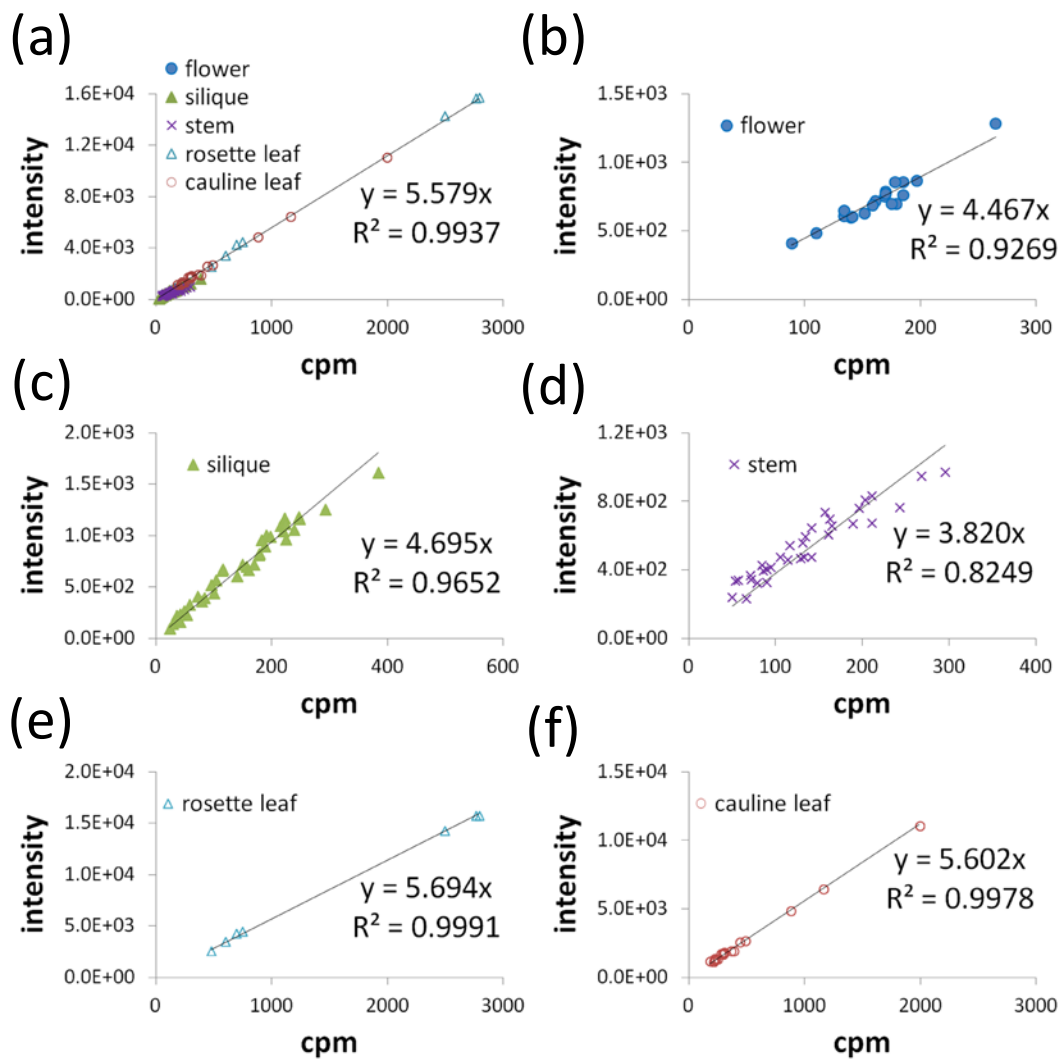 (a)
flower
silique
stem
rosette leaf
cauline leaf
1.6E+04
1.2E+04
8.0E+03
4.0E+03
0.0E+00
intensity
y = 5.579x
R² = 0.9937
0 1000 2000 3000
cpm
(b)
flower
1.5E+03
1.0E+03
5.0E+02
0.0E+00
intensity
y = 4.467x
R² = 0.9269
100 200 300
cpm
(c)
silique
2.0E+03
1.5E+03
1.0E+03
5.0E+02
0.0E+00
intensity
y = 4.695x
R² = 0.9652
0 200 400 600
cpm
(d)
stem
1.2E+03
8.0E+02
4.0E+02
0.0E+00
intensity
y = 3.820x
R² = 0.8249
0 100 200 300 400
cpm
(e)
rosette leaf
2.0E+04
1.5E+04
1.0E+04
5.0E+03
0.0E+00
intensity
y = 5.694x
R² = 0.9991
0 1000 2000 3000
cpm
(f)
cauline leaf
1.5E+04
1.0E+04
5.0E+03
0.0E+00
intensity
y = 5.602x
R² = 0.9978
0 1000 2000 3000
cpm